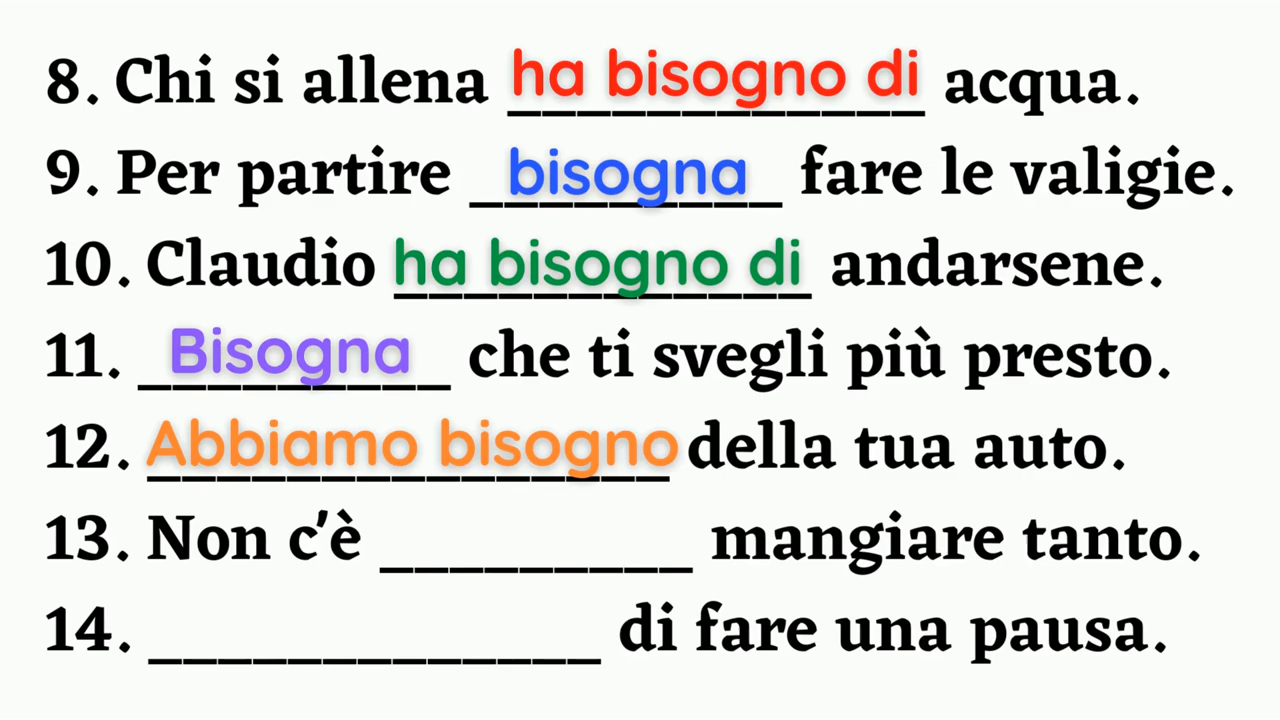 8. Chi si allena ha bisogno di acqua.
9. Per partire bisogna fare le valigie.
10. Claudio ha bisogno di andarsene.
11. Bisogna che ti svegli più presto.
12. Abbiamo bisogno della tua auto.
13. Non c'è _________ mangiare tanto.
14. _____________ di fare una pausa.